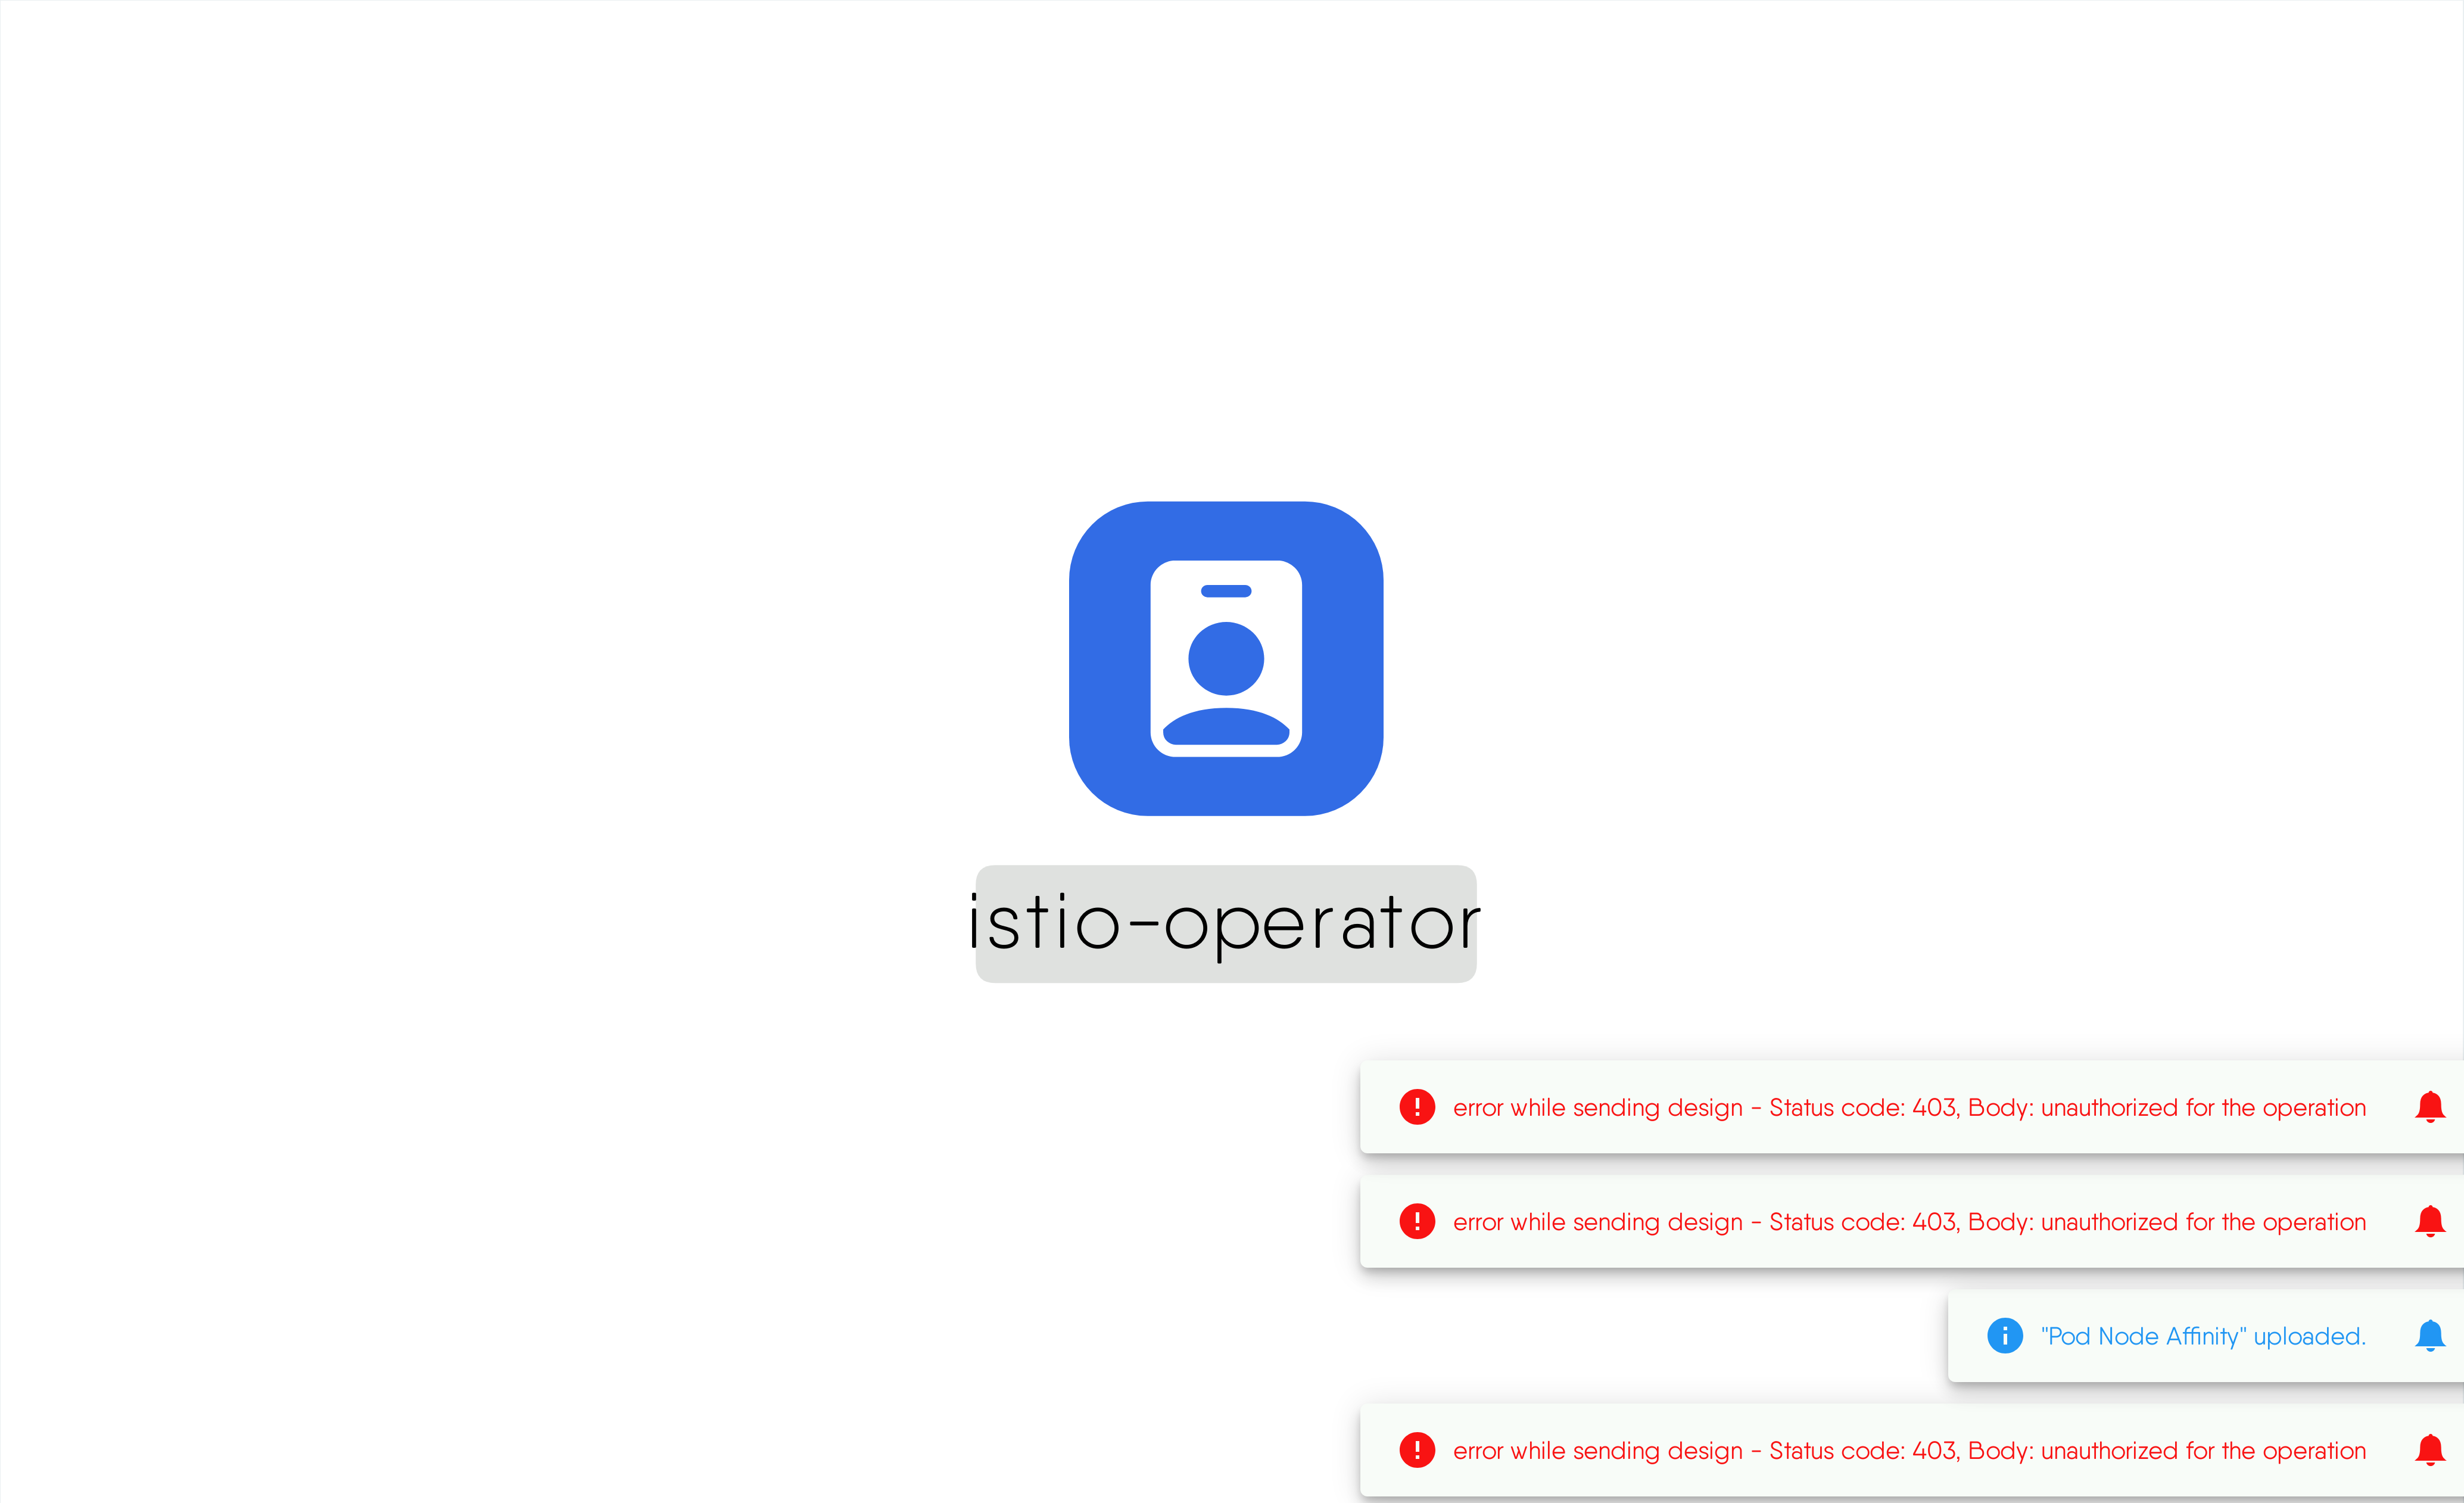 istio-operator
error while sending design - Status code: 403, Body: unauthorized for the operation
error while sending design - Status code: 403, Body: unauthorized for the operation
"Pod Node Affinity" uploaded.
error while sending design - Status code: 403, Body: unauthorized for the operation